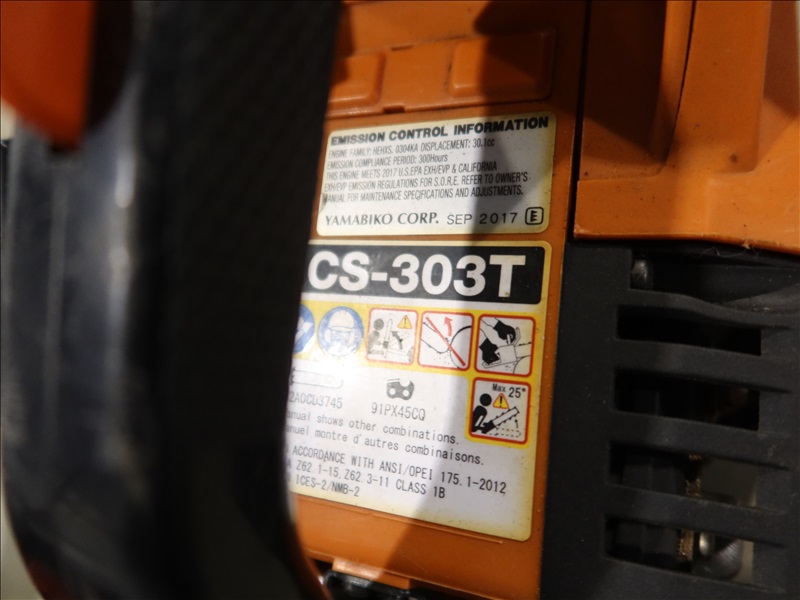 EMISSION CONTROL INFORMATION
ENGINE FAMILY: HEHXS. 0304KA DISPLACEMENT: 30.1cc
EMISSION COMPLIANCE PERIOD: 300Hours
THIS ENGINE MEETS 2017 U.S.EPA EXH/EVP & CALIFORNIA
EXH/EVP EMISSION REGULATIONS FOR S.O.R.E. REFER TO OWNER'S
MANUAL FOR MAINTENANCE SPECIFICATIONS AND ADJUSTMENTS.
YAMABIKO CORP. SEP 2017 E
CS-303T
Max 25°
2AOCD3745 91PX45CQ
anual shows other combinations.
anuel montre d'autres combinaisons.
ACCORDANCE WITH ANSI/OPEI 175.1-2012
Z62.1-15, Z62.3-11 CLASS 1B
ICES-2/NMB-2